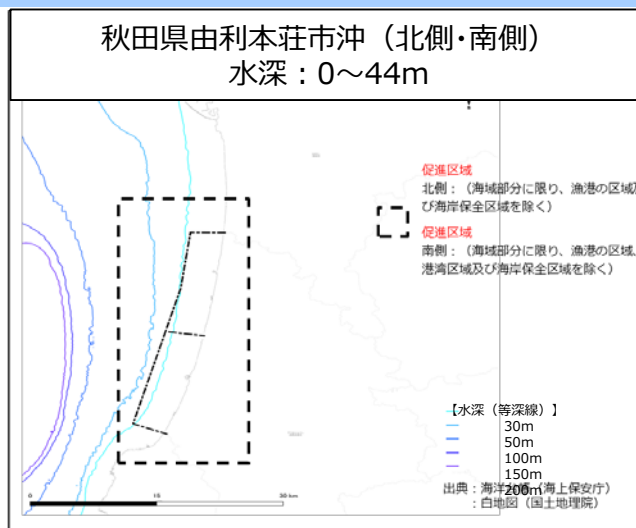 秋田県由利本荘市沖（北側・南側）
水深：0～44m
促進区域
北側：（海域部分に限り、漁港の区域及
び海岸保全区域を除く）
促進区域
南側：（海域部分に限り、漁港の区域、
港湾区域及び海岸保全区域を除く）
【水深（等深線）】
30m
50m
100m
150m
200m
出典：海洋台帳（海上保安庁）
：白地図（国土地理院）
0
15
30 km